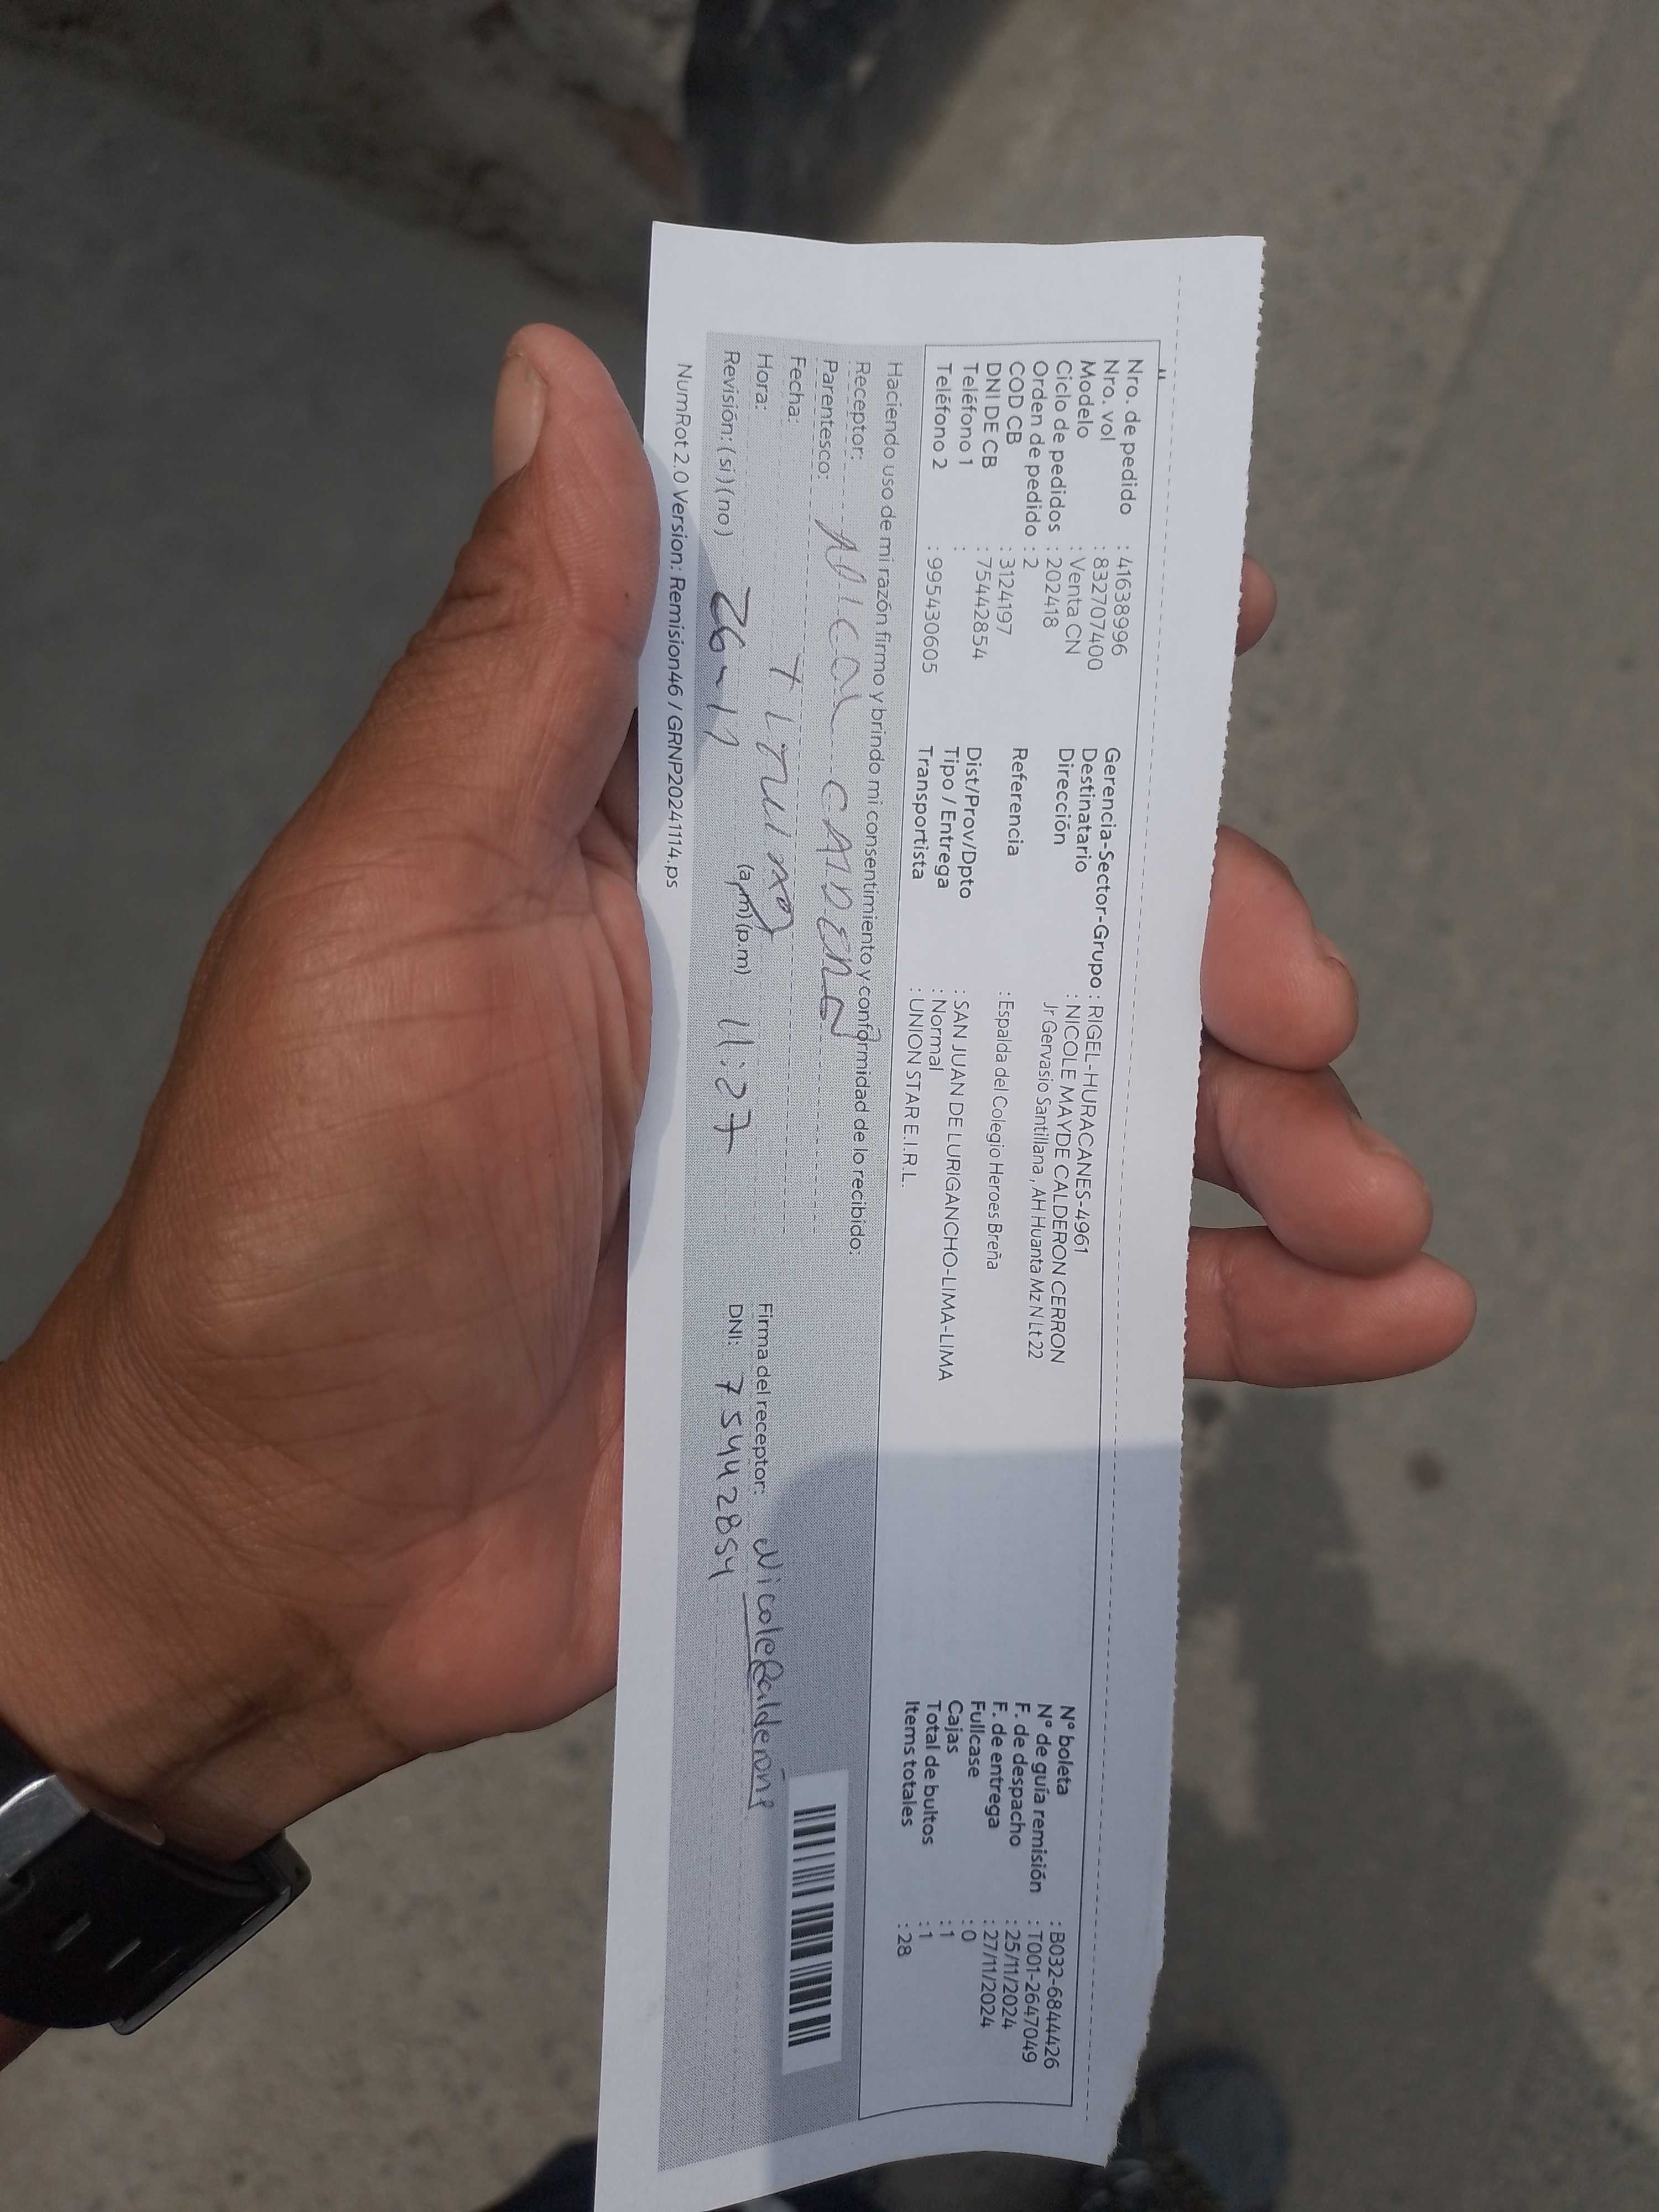 Nro. de pedido : 416389​96
Nro. vol : 832707400
Modelo : Venta CN
Ciclo de pedidos : 202418
Orden de pedido : 2
COD CB : 3124197
DNI DE CB : 75442854
Teléfono 1 :
Teléfono 2 : 995430605
Gerencia-Sector-Grupo : RIGEL-HURACANES-4961
Destinatario : NICOLE MAYDE CALDERON CERRON
Dirección Jr Gervasio Santillana , AH Huanta Mz N Lt 22
Referencia : Espalda del Colegio Heroes Breña
Dist/Prov/Dpto : SAN JUAN DE LURIGANCHO-LIMA-LIMA
Tipo / Entrega : Normal
Transportista : UNION STAR E.I.R.L.
N° boleta : B032-6844426
N° de guía remisión : T001-2647049
F. de despacho : 25/11/2024
F. de entrega : 27/11/2024
Fullcase : 0
Cajas : 1
Total de bultos : 1
Items totales : 28
Haciendo uso de mi razón firmo y brindo mi consentimiento y conformidad de lo recibido:
Receptor:
Parentesco:
Fecha:
Hora:
Revisión: (si) (no) 26-11 (a.m) (p.m) 11:27
Firma del receptor: Nicole Calderón
DNI: 75442854
NumRot 2.0 Version: Remision46 / GRNP20241114.ps